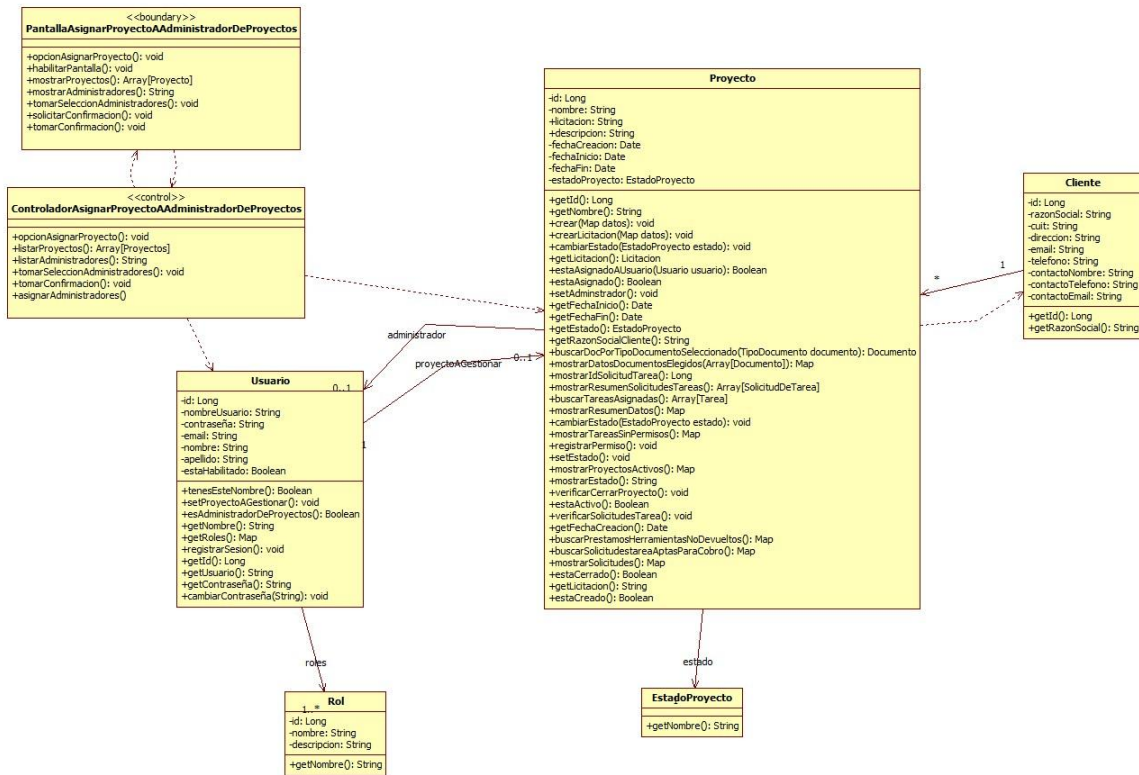 <<boundary>>
PantallaAsignarProyectoAAdministradorDeProyectos
+opcionAsignarProyecto(): void
+habilitarPantalla(): void
+mostrarProyectos(): Array[Proyecto]
+mostrarAdministradores(): String
+tomarSeleccionAdministradores(): void
+solicitarConfirmacion(): void
+tomarConfirmacion(): void
<<control>>
ControladorAsignarProyectoAAdministradorDeProyectos
+opcionAsignarProyecto(): void
+listarProyectos(): Array[Proyectos]
+listarAdministradores(): String
+tomarSeleccionAdministradores(): void
+tomarConfirmacion(): void
+asignarAdministradores()
Proyecto
-id: Long
-nombre: String
+licitacion: String
+descripcion: String
-fechaCreacion: Date
-fechaInicio: Date
-fechaFin: Date
-estadoProyecto: EstadoProyecto
+getId(): Long
+getNombre(): String
+crear(Map datos): void
+crearLicitacion(Map datos): void
+cambiarEstado(EstadoProyecto estado): void
+getLicitacion(): Licitacion
+estaAsignadoAUsuario(Usuario usuario): Boolean
+estaAsignado(): Boolean
+setAdminstrador(): void
+getFechaInicio(): Date
+getFechaFin(): Date
+getEstado(): EstadoProyecto
+getRazonSocialCliente(): String
+buscarDocPorTipoDocumentoSeleccionado(TipoDocumento documento): Documento
+mostrarDatosDocumentosElegidos(Array[Documento]): Map
+mostrarIdSolicitudTarea(): Long
+mostrarResumenSolicitudesTareas(): Array[SolicitudDeTarea]
+buscarTareasAsignadas(): Array[Tarea]
+mostrarResumenDatos(): Map
+cambiarEstado(EstadoProyecto estado): void
+mostrarTareasSinPermisos(): Map
+registrarPermiso(): void
+setEstado(): void
+mostrarProyectosActivos(): Map
+mostrarEstado(): String
+verificarCerrarProyecto(): void
+estaActivo(): Boolean
+verificarSolicitudesTarea(): void
+getFechaCreacion(): Date
+buscarPrestamosHerramientasNoDevueltos(): Map
+buscarSolicitudestareaAptasParaCobro(): Map
+mostrarSolicitudes(): Map
+estaCerrado(): Boolean
+getLicitacion(): String
+estaCreado(): Boolean
Cliente
-id: Long
-razonSocial: String
-cuit: String
-direccion: String
-email: String
-telefono: String
-contactoNombre: String
-contactoTelefono: String
-contactoEmail: String
+getId(): Long
+getRazonSocial(): String
1
*
administrador
0..1
proyectoAGestionar
0..1
1
Usuario
-id: Long
-nombreUsuario: String
-contraseña: String
-email: String
-nombre: String
-apellido: String
-estaHabilitado: Boolean
+tenesEsteNombre(): Boolean
+setProyectoAGestionar(): void
+esAdministradorDeProyectos(): Boolean
+getNombre(): String
+getRoles(): Map
+registrarSesion(): void
+getId(): Long
+getUsuario(): String
+getContraseña(): String
+cambiarContraseña(String): void
roles
1..*
Rol
-id: Long
-nombre: String
-descripcion: String
+getNombre(): String
estado
1
EstadoProyecto
+getNombre(): String